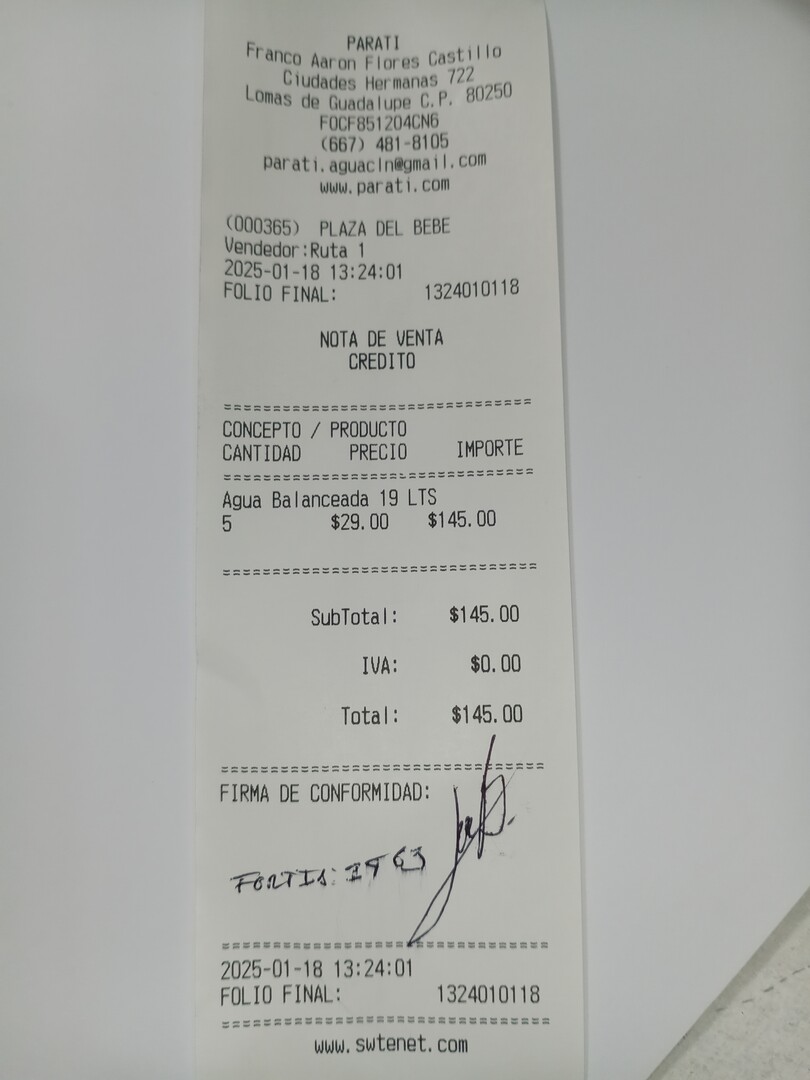 PARATI
Franco Aaron Flores Castillo
Ciudades Hermanas 722
Lomas de Guadalupe C.P. 80250
FOCF851204CN6
(667) 481-8105
parati.aguacln@gmail.com
www.parati.com
(000365) PLAZA DEL BEBE
Vendedor:Ruta 1
2025-01-18 13:24:01
FOLIO FINAL: 1324010118
NOTA DE VENTA
CREDITO
===============================
CONCEPTO / PRODUCTO
CANTIDAD PRECIO IMPORTE
===============================
Agua Balanceada 19 LTS
5 $29.00 $145.00
===============================
SubTotal: $145.00
IVA: $0.00
Total: $145.00
===============================
FIRMA DE CONFORMIDAD:
===============================
2025-01-18 13:24:01
FOLIO FINAL: 1324010118
===============================
www.swtenet.com